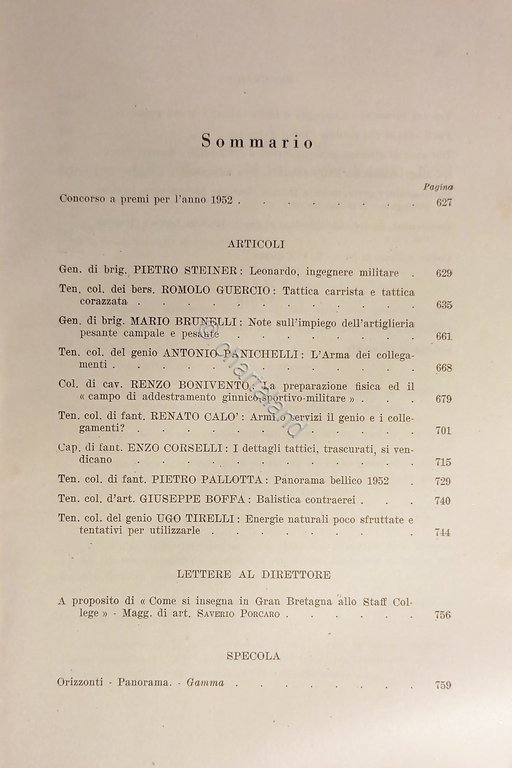 Sommario
Pagina
Concorso a premi per l'anno 1952 . . . . . . . 627
ARTICOLI
Gen. di brig. PIETRO STEINER: Leonardo, ingegnere militare . 629
Ten. col. dei bers. ROMOLO GUERCIO: Tattica carrista e tattica
corazzata . . . . . . . . . . . 635
Gen. di brig. MARIO BRUNELLI: Note sull'impiego dell'artiglieria
pesante campale e pesante . . . . . . . 661
Ten. col. del genio ANTONIO PANICHELLI: L'Arma dei collega-
menti . . . . . . . . . . . . 668
Col. di cav. RENZO BONIVENTO: La preparazione fisica ed il
« campo di addestramento ginnico-sportivo-militare » . . . 679
Ten. col. di fant. RENATO CALO': Armi o servizi il genio e i colle-
gamenti? . . . . . . . . . . . 701
Cap. di fant. ENZO CORSELLI: I dettagli tattici, trascurati, si ven-
dicano . . . . . . . . . . . 715
Ten. col. di fant. PIETRO PALLOTTA: Panorama bellico 1952 . . 729
Ten. col. d'art. GIUSEPPE BOFFA: Balistica contraerei . . . 740
Ten. col. del genio UGO TIRELLI: Energie naturali poco sfruttate e
tentativi per utilizzarle . . . . . . . . 744
LETTERE AL DIRETTORE
A proposito di « Come si insegna in Gran Bretagna allo Staff Col-
lege » - Magg. di art. SAVERIO PORCARO . . . . . . 756
SPECOLA
Orizzonti - Panorama. - Gamma . . . . . . . . 759
© chartaland